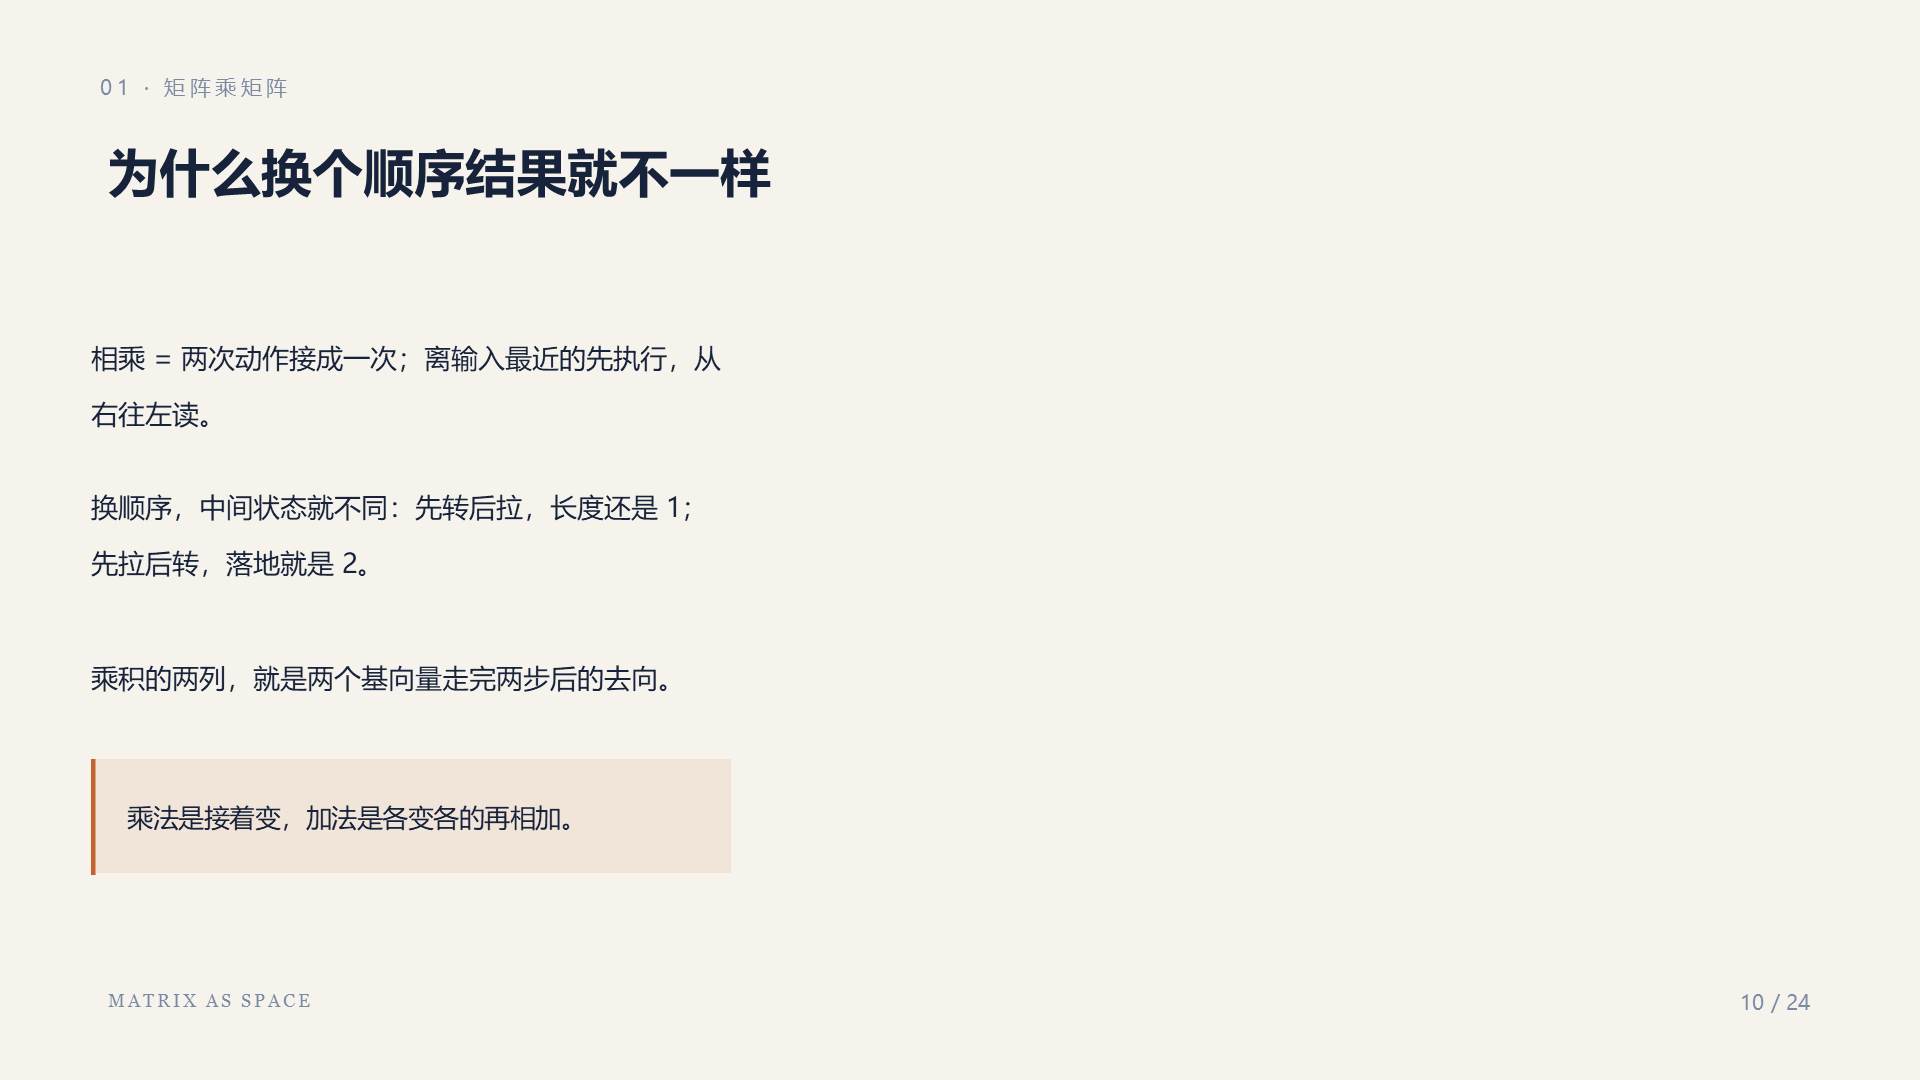 01 · 矩阵乘矩阵
为什么换个顺序结果就不一样
相乘 = 两次动作接成一次；离输入最近的先执行，从
右往左读。
换顺序，中间状态就不同：先转后拉，长度还是 1；
先拉后转，落地就是 2。
乘积的两列，就是两个基向量走完两步后的去向。
乘法是接着变，加法是各变各的再相加。
MATRIX AS SPACE
10 / 24